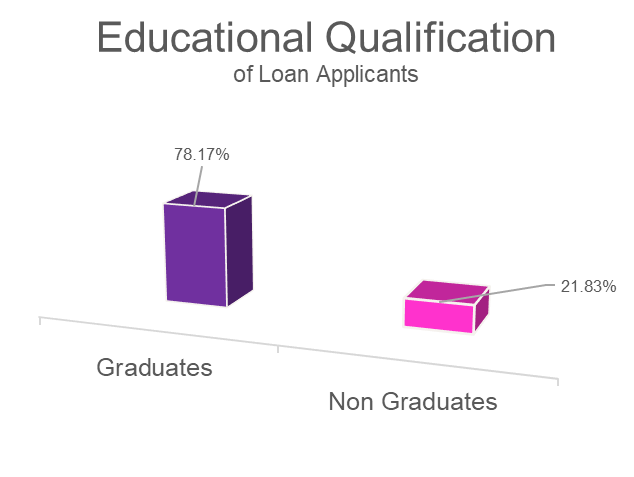 Educational Qualification
of Loan Applicants
78.17%
21.83%
Graduates
Non Graduates